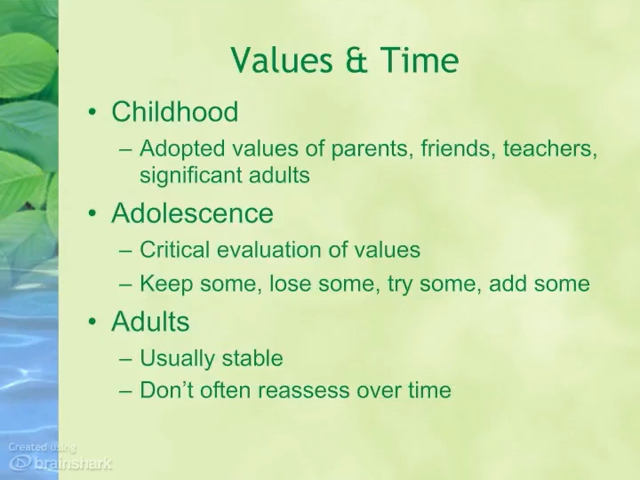 Values & Time
• Childhood
– Adopted values of parents, friends, teachers,
significant adults
• Adolescence
– Critical evaluation of values
– Keep some, lose some, try some, add some
• Adults
– Usually stable
– Don't often reassess over time
Created using
brainshark